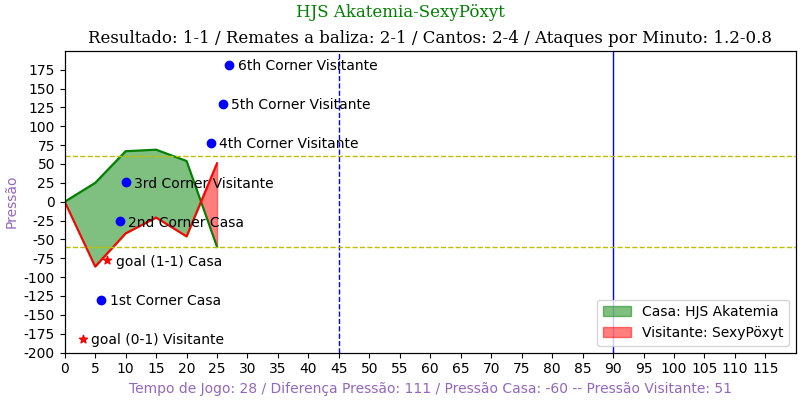 HJS Akatemia-SexyPöxyt
Resultado: 1-1 / Remates a baliza: 2-1 / Cantos: 2-4 / Ataques por Minuto: 1.2-0.8
Pressão
175
150
125
100
75
50
25
0
-25
-50
-75
-100
-125
-150
-175
-200
6th Corner Visitante
5th Corner Visitante
4th Corner Visitante
3rd Corner Visitante
2nd Corner Casa
goal (1-1) Casa
1st Corner Casa
goal (0-1) Visitante
Casa: HJS Akatemia
Visitante: SexyPöxyt
0 5 10 15 20 25 30 35 40 45 50 55 60 65 70 75 80 85 90 95 100 105 110 115
Tempo de Jogo: 28 / Diferença Pressão: 111 / Pressão Casa: -60 -- Pressão Visitante: 51